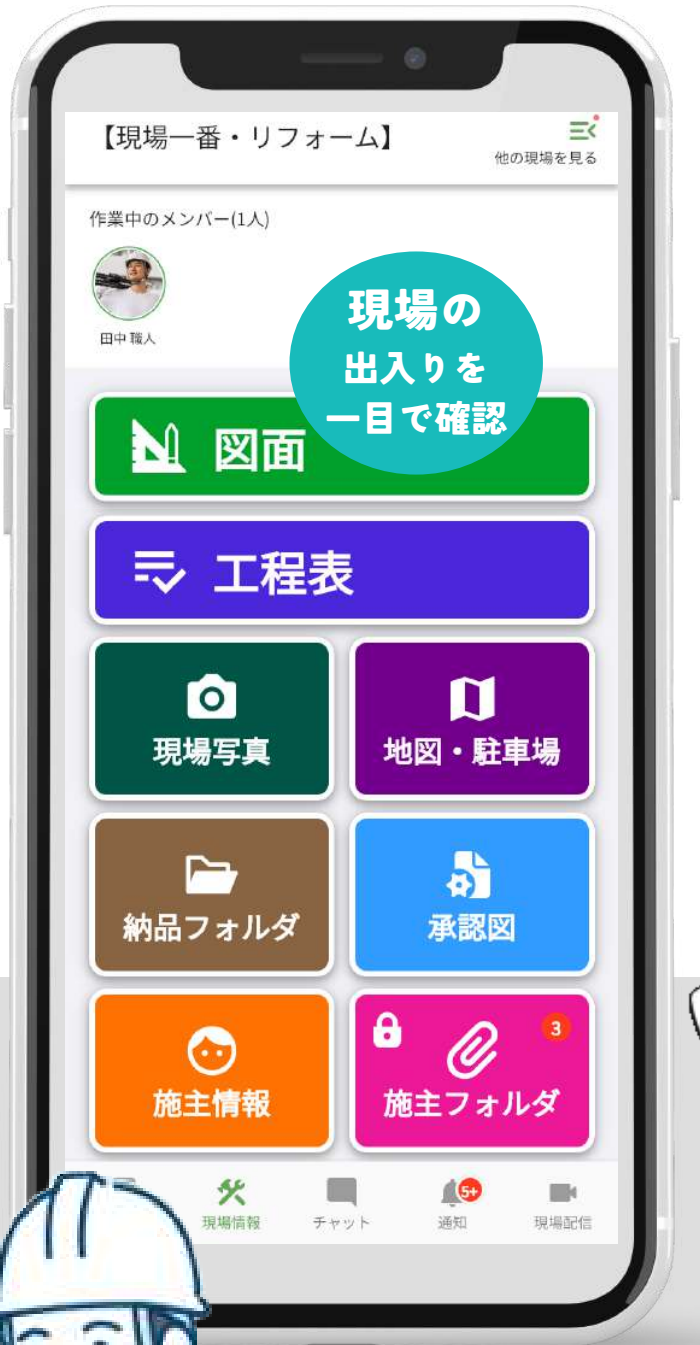 【現場一番・リフォーム】
他の現場を見る
作業中のメンバー(1人)
田中 職人
現場の
出入りを
一目で確認
図面
工程表
現場写真
地図・駐車場
納品フォルダ
承認図
施主情報
3
施主フォルダ
現場情報
チャット
5+
通知
現場配信